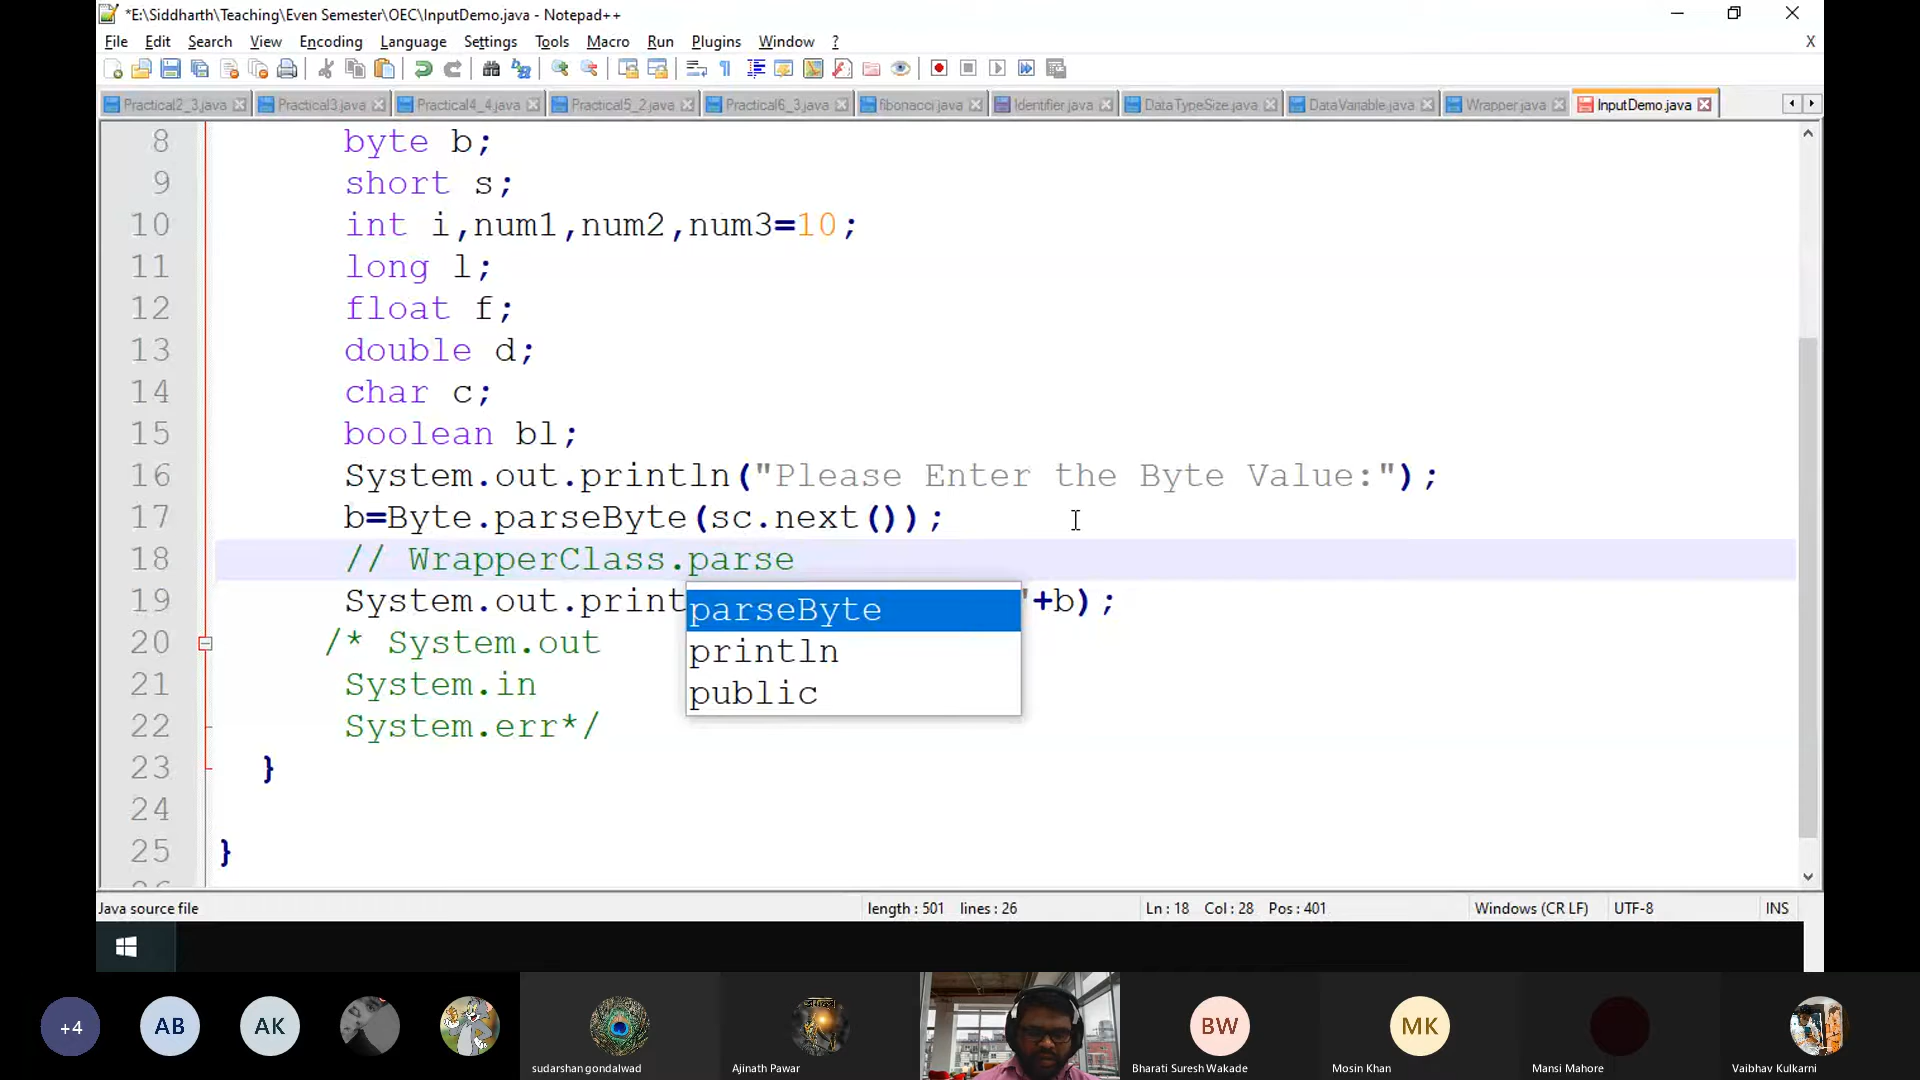 *E:\Siddharth\Teaching\Even Semester\OEC\InputDemo.java - Notepad++
File Edit Search View Encoding Language Settings Tools Macro Run Plugins Window ? X
Practical2_3.java Practical3.java Practical4_4.java Practical5_2.java Practical6_3.java fibonacci.java Identifier.java DataTypeSize.java DataVariable.java Wrapper.java InputDemo.java
8 byte b;
9 short s;
10 int i,num1,num2,num3=10;
11 long l;
12 float f;
13 double d;
14 char c;
15 boolean bl;
16 System.out.println("Please Enter the Byte Value:");
17 b=Byte.parseByte(sc.next());
18 // WrapperClass.parse
19 System.out.print "+b);
parseByte
println
public
20 /* System.out
21 System.in
22 System.err*/
23 }
24
25 }
Java source file length : 501 lines : 26 Ln : 18 Col : 28 Pos : 401 Windows (CR LF) UTF-8 INS
+4 AB AK BW MK
sudarshan gondalwad Ajinath Pawar Bharati Suresh Wakade Mosin Khan Mansi Mahore Vaibhav Kulkarni